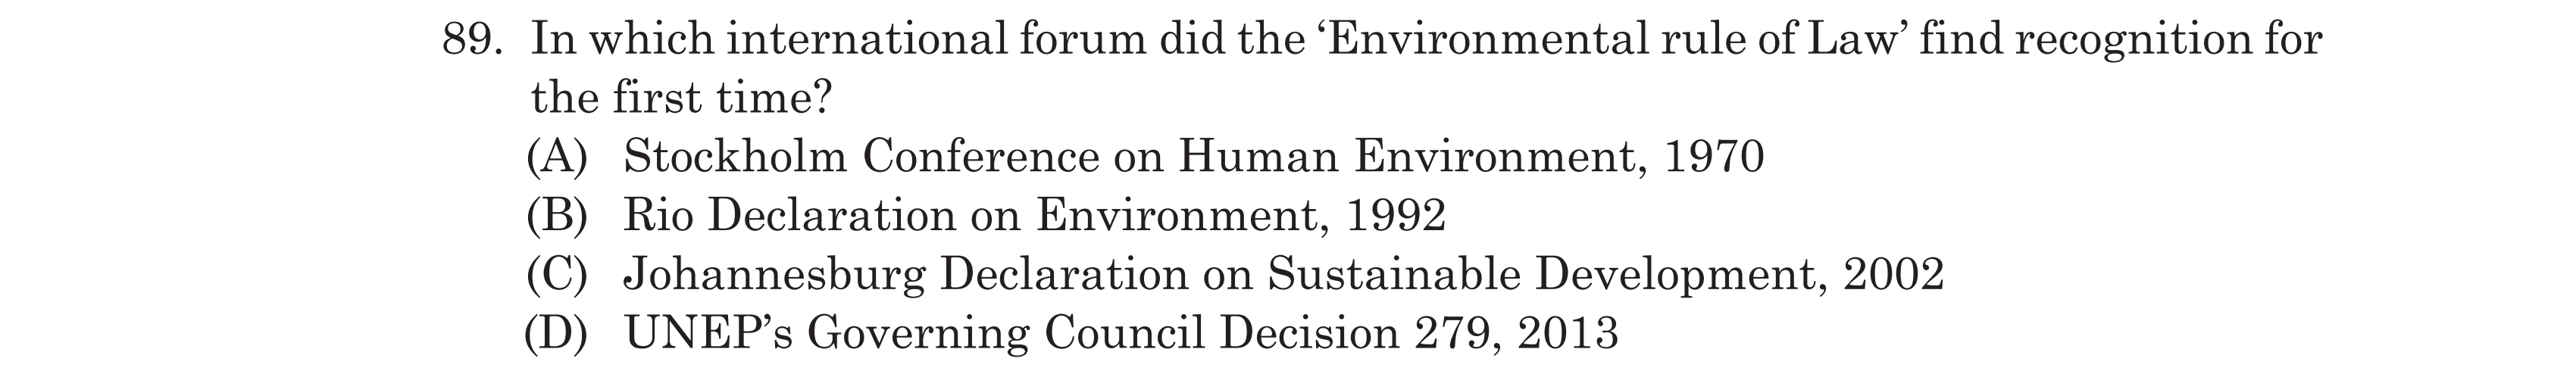 89. In which international forum did the ‘Environmental rule of Law’ find recognition for
the first time?
(A) Stockholm Conference on Human Environment, 1970
(B) Rio Declaration on Environment, 1992
(C) Johannesburg Declaration on Sustainable Development, 2002
(D) UNEP’s Governing Council Decision 279, 2013